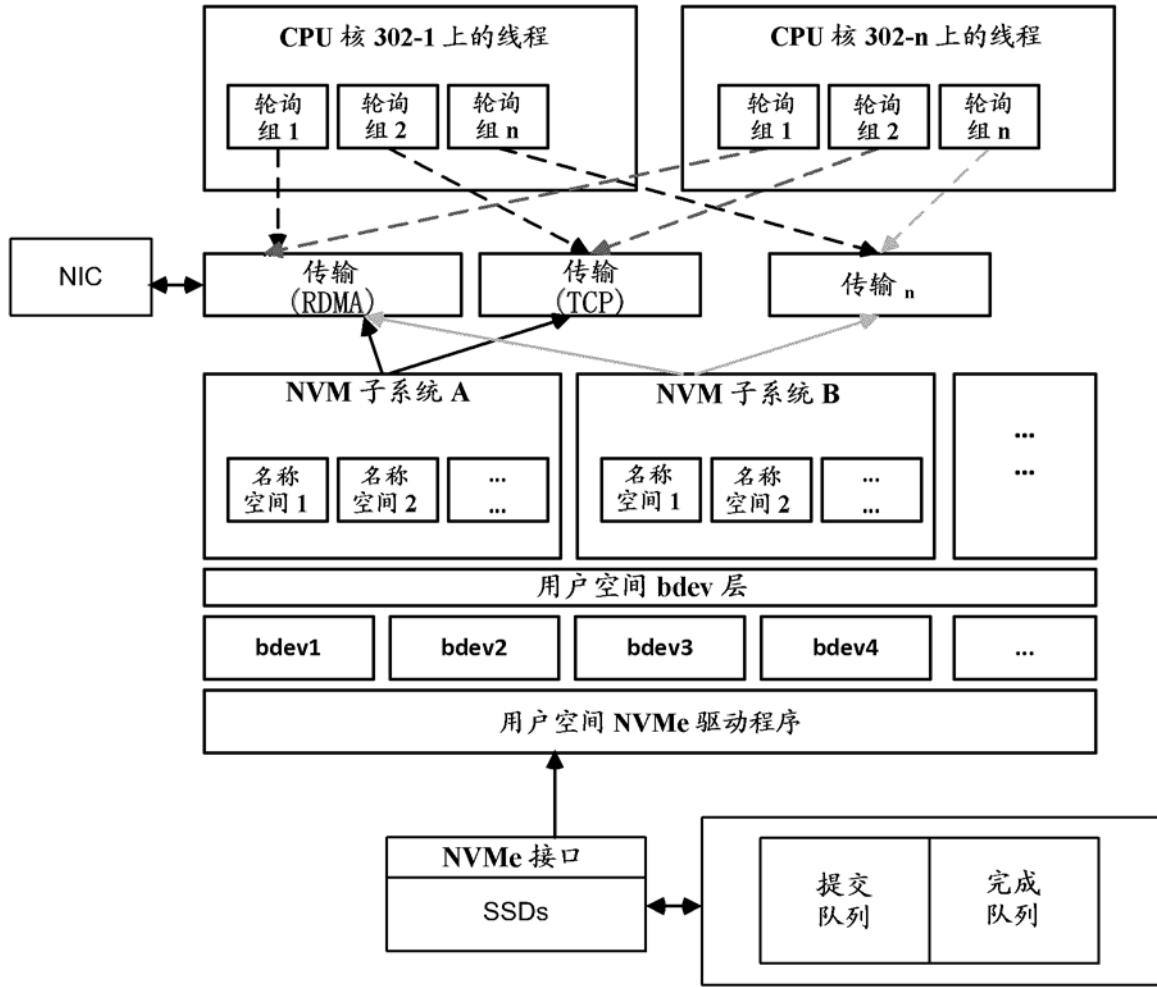 CPU 核 302-1 上的线程
CPU 核 302-n 上的线程
轮询
组 1
轮询
组 2
轮询
组 n
轮询
组 1
轮询
组 2
轮询
组 n
NIC
传输
(RDMA)
传输
(TCP)
传输 n
NVM 子系统 A
NVM 子系统 B
...
...
名称
空间 1
名称
空间 2
...
...
名称
空间 1
名称
空间 2
...
...
用户空间 bdev 层
bdev1
bdev2
bdev3
bdev4
...
用户空间 NVMe 驱动程序
NVMe 接口
SSDs
提交
队列
完成
队列